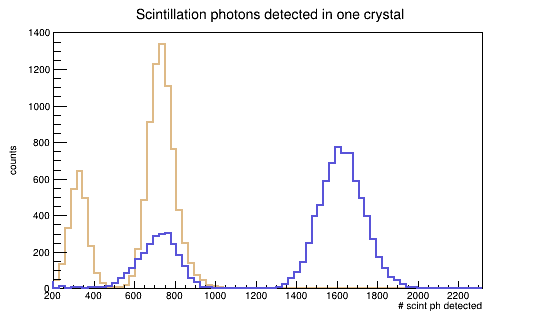 Scintillation photons detected in one crystal
counts
1400
1200
1000
800
600
400
200
0
200 400 600 800 1000 1200 1400 1600 1800 2000 2200
# scint ph detected